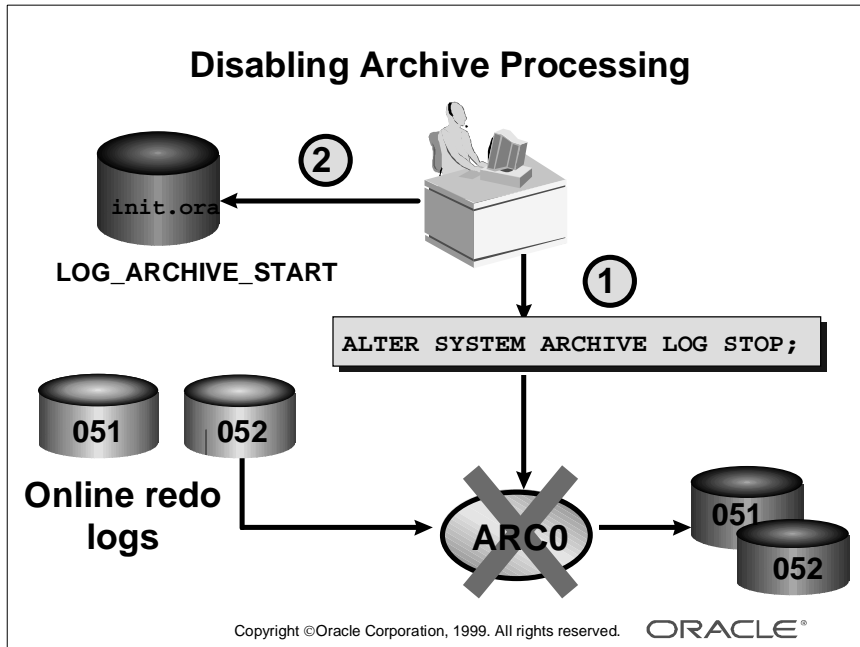 Disabling Archive Processing
2
init.ora
LOG_ARCHIVE_START
1
ALTER SYSTEM ARCHIVE LOG STOP;
051
052
Online redo
logs
ARC0
051
052
Copyright ©Oracle Corporation, 1999. All rights reserved.
ORACLE®